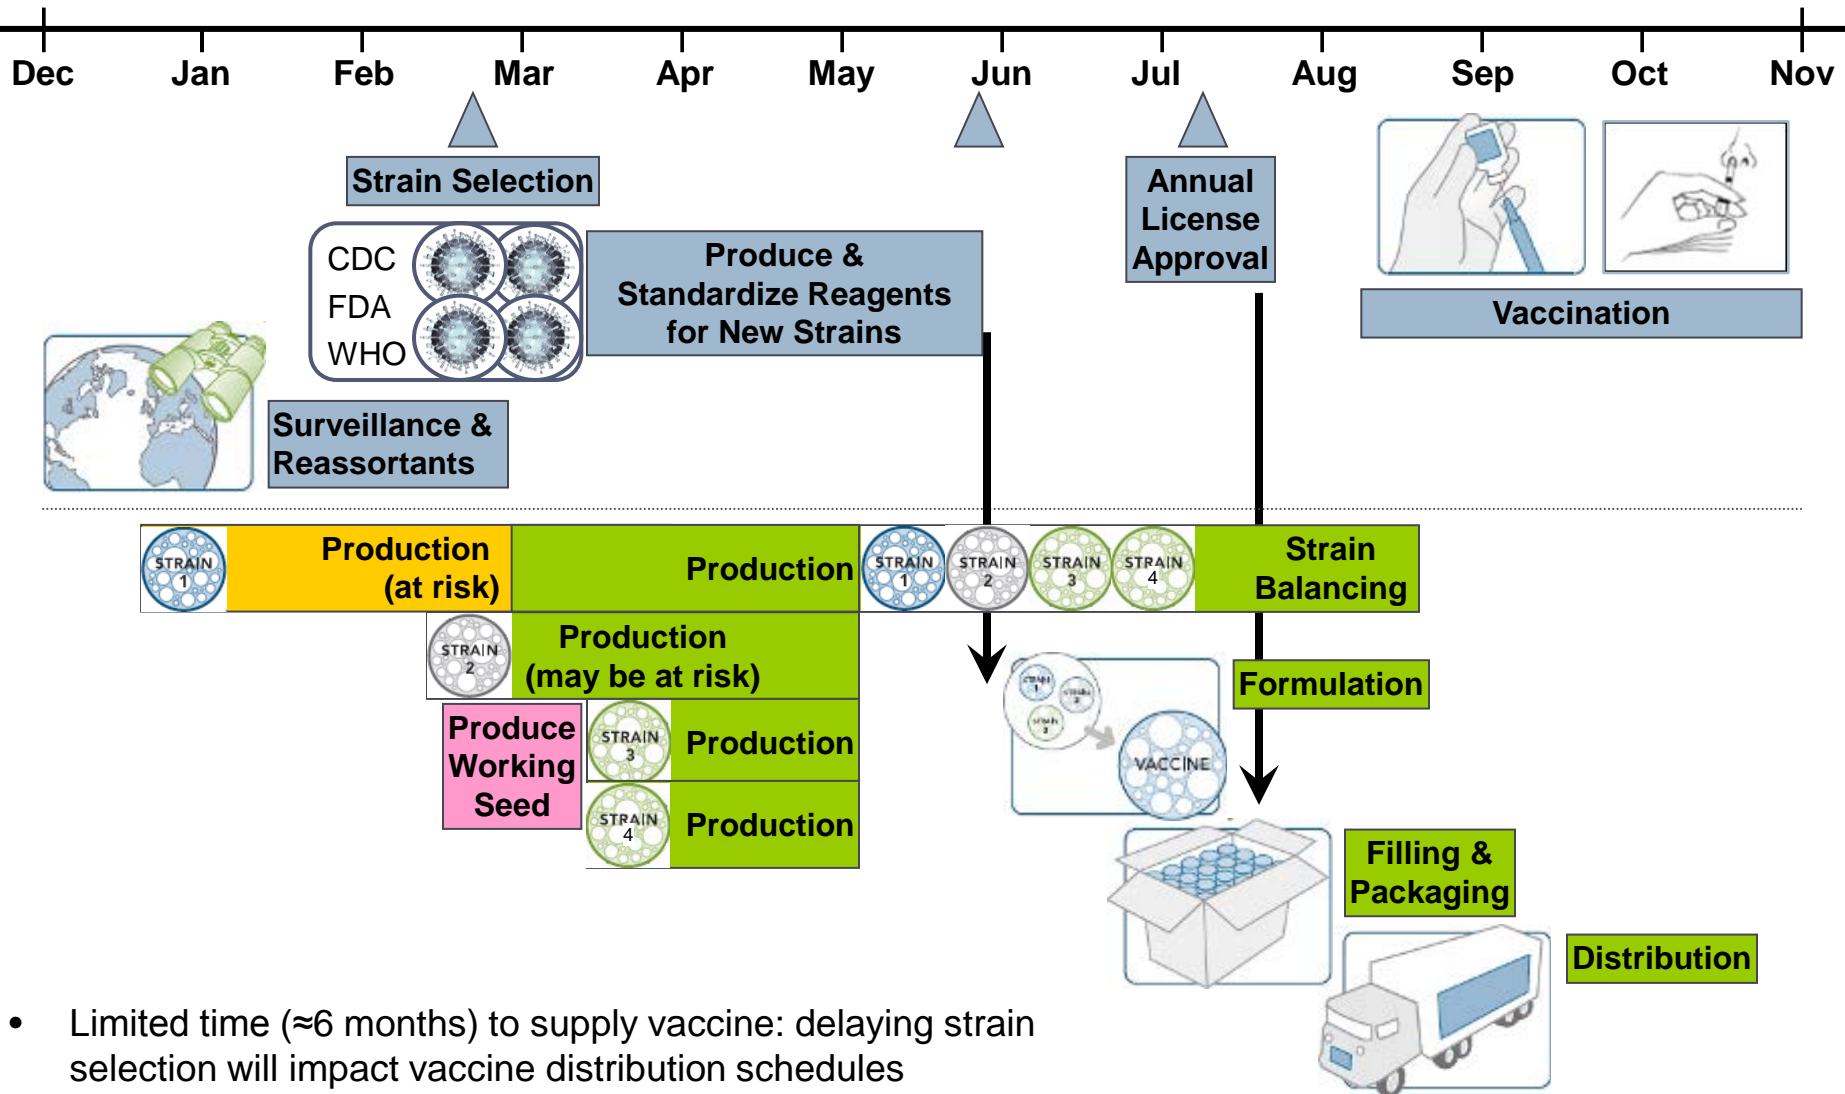 Dec Jan Feb Mar Apr May Jun Jul Aug Sep Oct Nov
Strain Selection
CDC
FDA
WHO
Produce &
Standardize Reagents
for New Strains
Annual
License
Approval
Vaccination
Surveillance &
Reassortants
STRAIN
1
Production
(at risk)
Production
STRAIN
1
STRAIN
2
STRAIN
3
STRAIN
4
Strain
Balancing
STRAIN
2
Production
(may be at risk)
Produce
Working
Seed
STRAIN
3
Production
STRAIN
4
Production
STRAIN
1
STRAIN
STRAIN
VACCINE
Formulation
Filling &
Packaging
Distribution
• Limited time (≈6 months) to supply vaccine: delaying strain
selection will impact vaccine distribution schedules